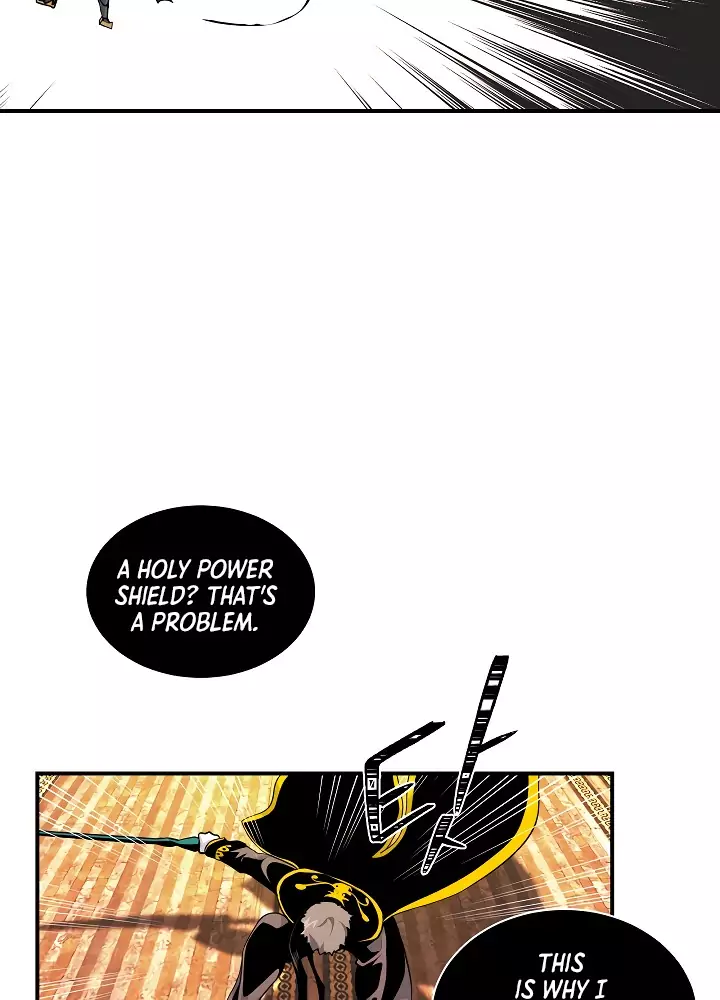 A HOLY POWER
SHIELD? THAT'S
A PROBLEM.
THIS
IS WHY I